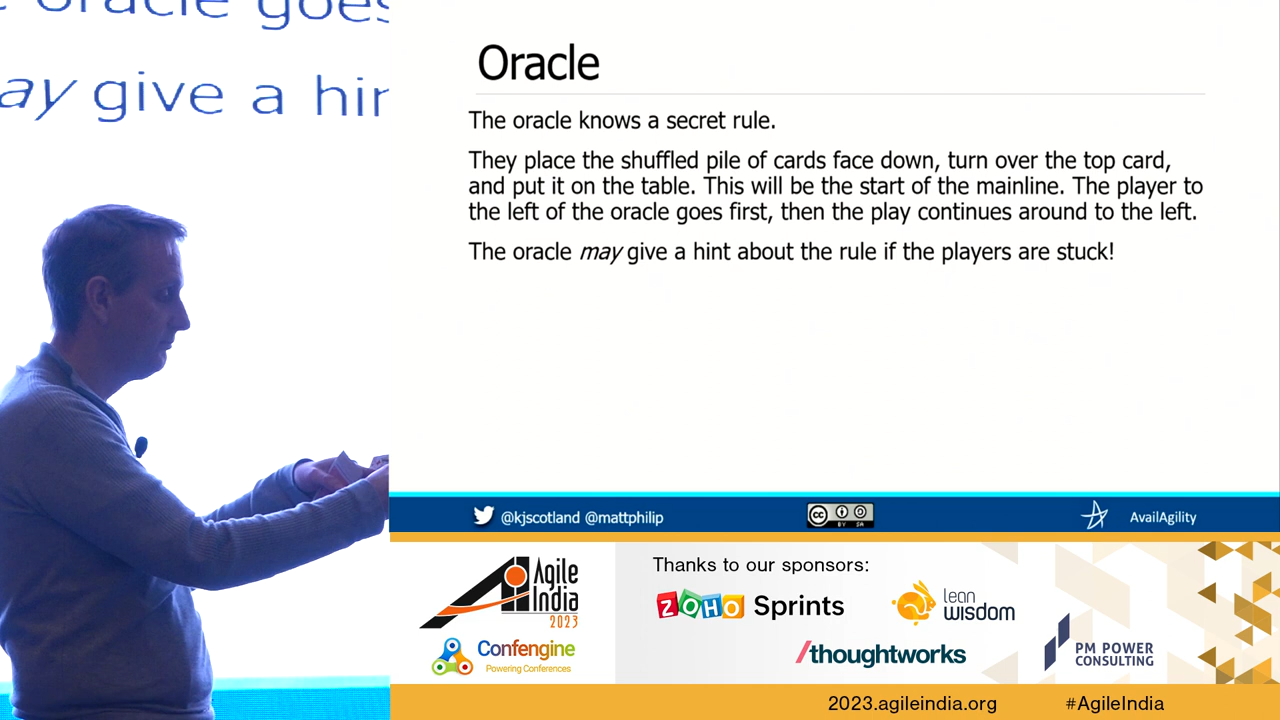 oracle goes
ay give a hin
Oracle
The oracle knows a secret rule.
They place the shuffled pile of cards face down, turn over the top card,
and put it on the table. This will be the start of the mainline. The player to
the left of the oracle goes first, then the play continues around to the left.
The oracle may give a hint about the rule if the players are stuck!
@kjscotland @mattphilip
cc
BY SA
AvailAgility
Agile
India
2023
Confengine
Powering Conferences
Thanks to our sponsors:
ZOHO Sprints
lean
wisdom
/thoughtworks
PM POWER
CONSULTING
2023.agileindia.org
#AgileIndia